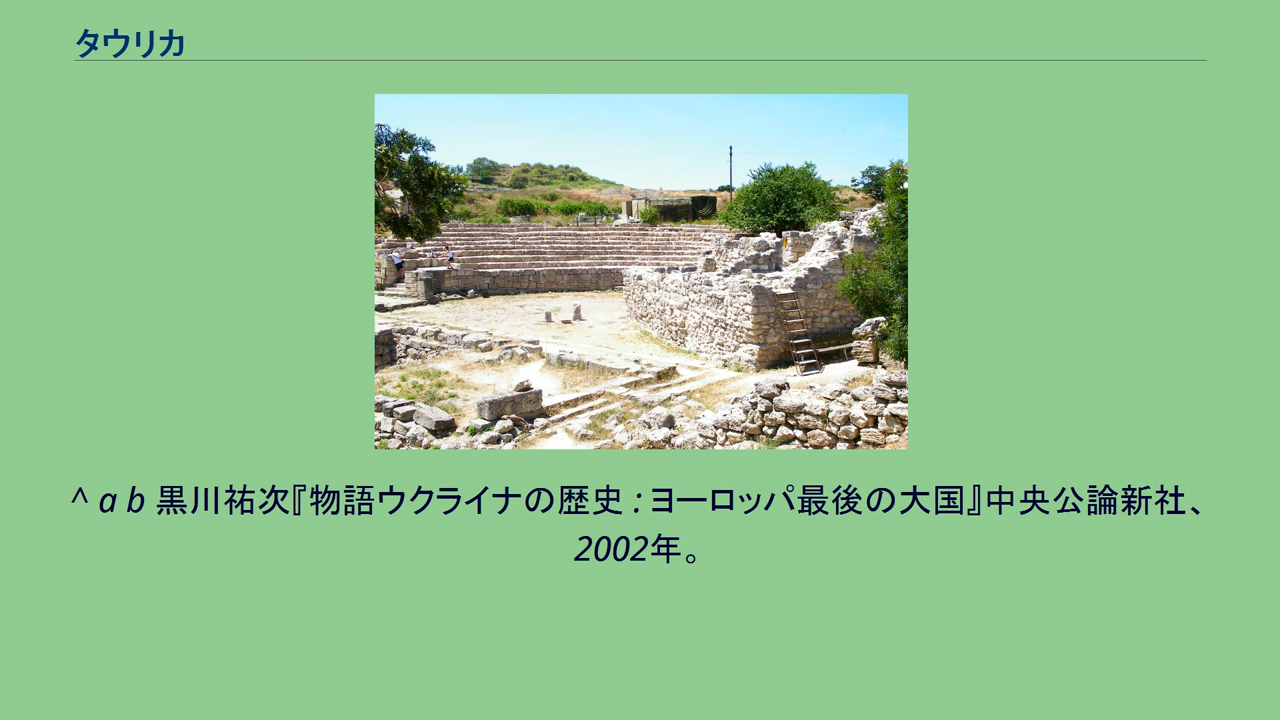 タウリカ
^ a b 黒川祐次『物語ウクライナの歴史 : ヨーロッパ最後の大国』中央公論新社、
2002年。